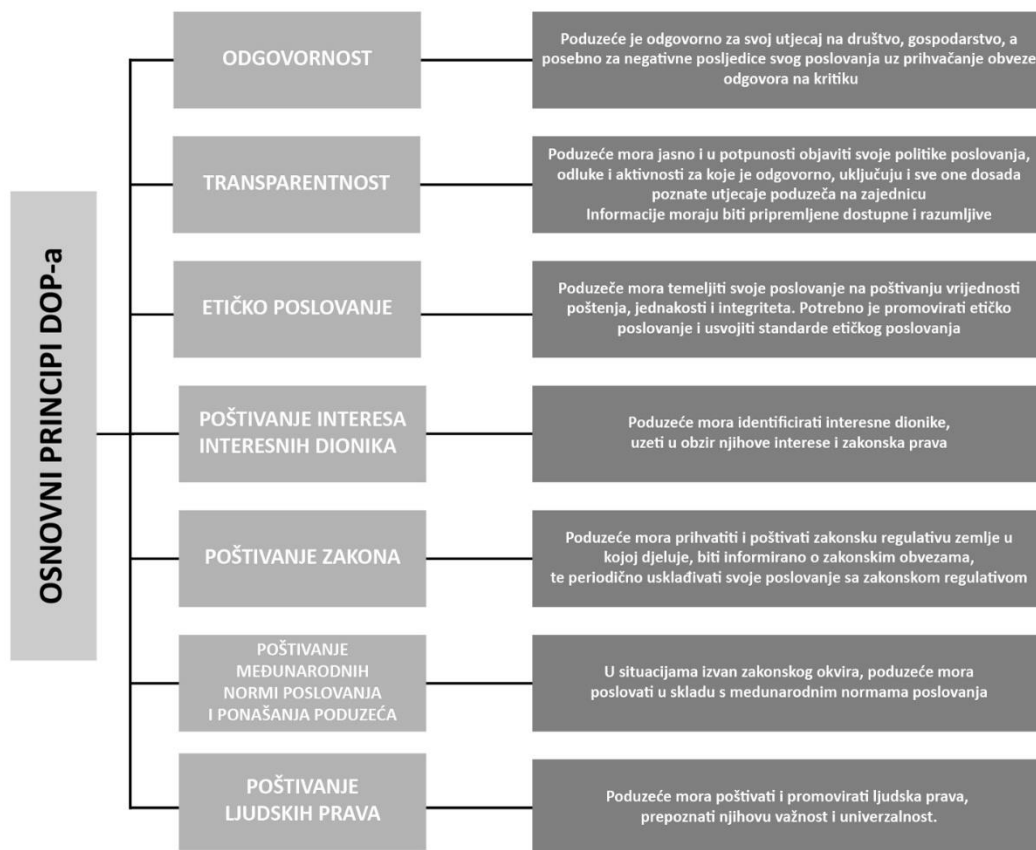 OSNOVNI PRINCIPI DOP-a
ODGOVORNOST
Poduzeće je odgovorno za svoj utjecaj na društvo, gospodarstvo, a
posebno za negativne posljedice svog poslovanja uz prihvačanje obveze
odgovora na kritiku
TRANSPARENTNOST
Poduzeće mora jasno i u potpunosti objaviti svoje politike poslovanja,
odluke i aktivnosti za koje je odgovorno, uključuju i sve one dosada
poznate utjecaje poduzeča na zajednicu
Informacije moraju biti pripremljene dostupne i razumljive
ETIČKO POSLOVANJE
Poduzeče mora temeljiti svoje poslovanje na poštivanju vrijednosti
poštenja, jednakosti i integriteta. Potrebno je promovirati etičko
poslovanje i usvojiti standarde etičkog poslovanja
POŠTIVANJE INTERESA
INTERESNIH DIONIKA
Poduzeće mora identificirati interesne dionike,
uzeti u obzir njihove interese i zakonska prava
POŠTIVANJE ZAKONA
Poduzeće mora prihvatiti i poštivati zakonsku regulativu zemlje u
kojoj djeluje, biti informirano o zakonskim obvezama,
te periodično usklađivati svoje poslovanje sa zakonskom regulativom
POŠTIVANJE
MEĐUNARODNIH
NORMI POSLOVANJA
I PONAŠANJA PODUZEĆA
U situacijama izvan zakonskog okvira, poduzeće mora
poslovati u skladu s medunarodnim normama poslovanja
POŠTIVANJE
LJUDSKIH PRAVA
Poduzeće mora poštivati i promovirati ljudska prava,
prepoznati njihovu važnost i univerzalnost.